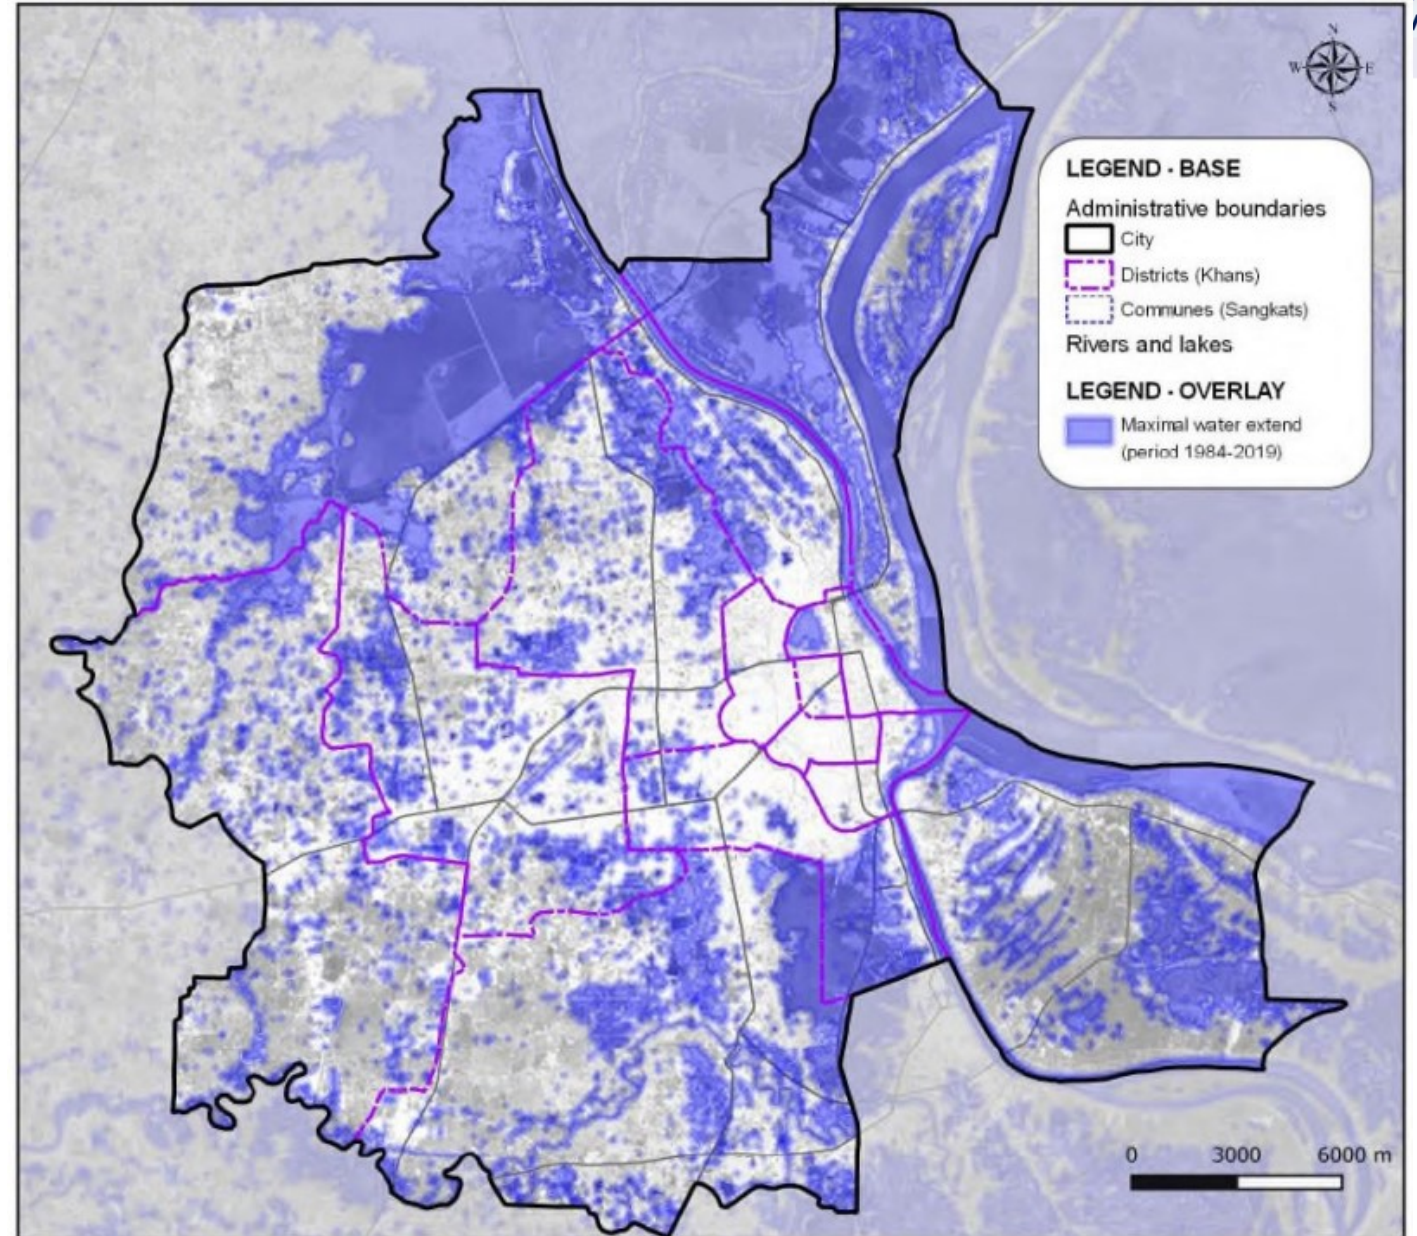 N
W E
S
LEGEND - BASE
Administrative boundaries
City
Districts (Khans)
Communes (Sangkats)
Rivers and lakes
LEGEND - OVERLAY
Maximal water extend
(period 1984-2019)
0 3000 6000 m